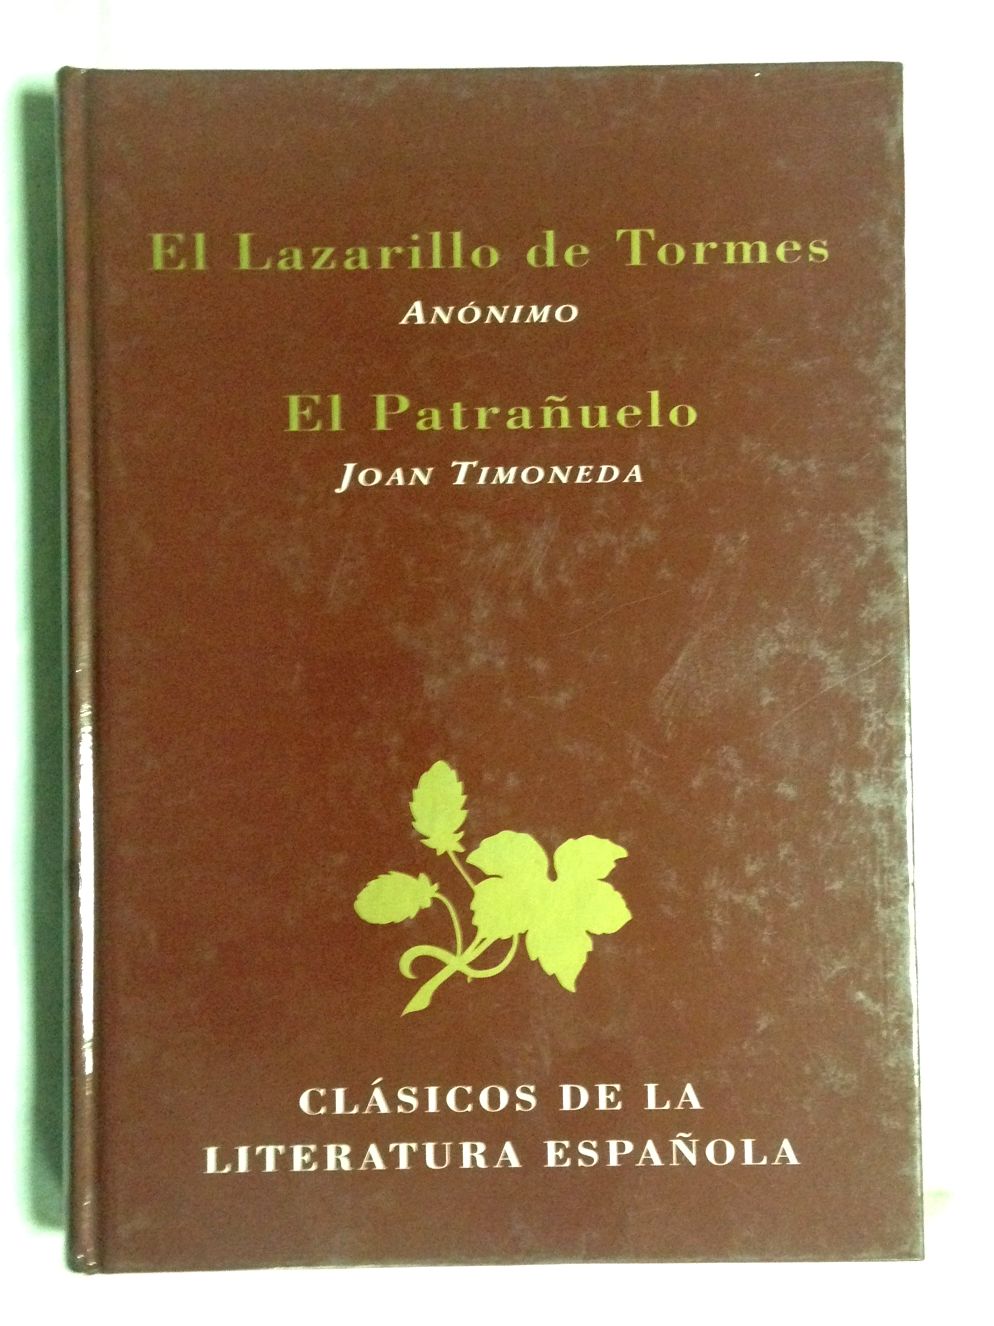 El Lazarillo de Tormes
ANÓNIMO
El Patrañuelo
JOAN TIMONEDA
CLÁSICOS DE LA
LITERATURA ESPAÑOLA